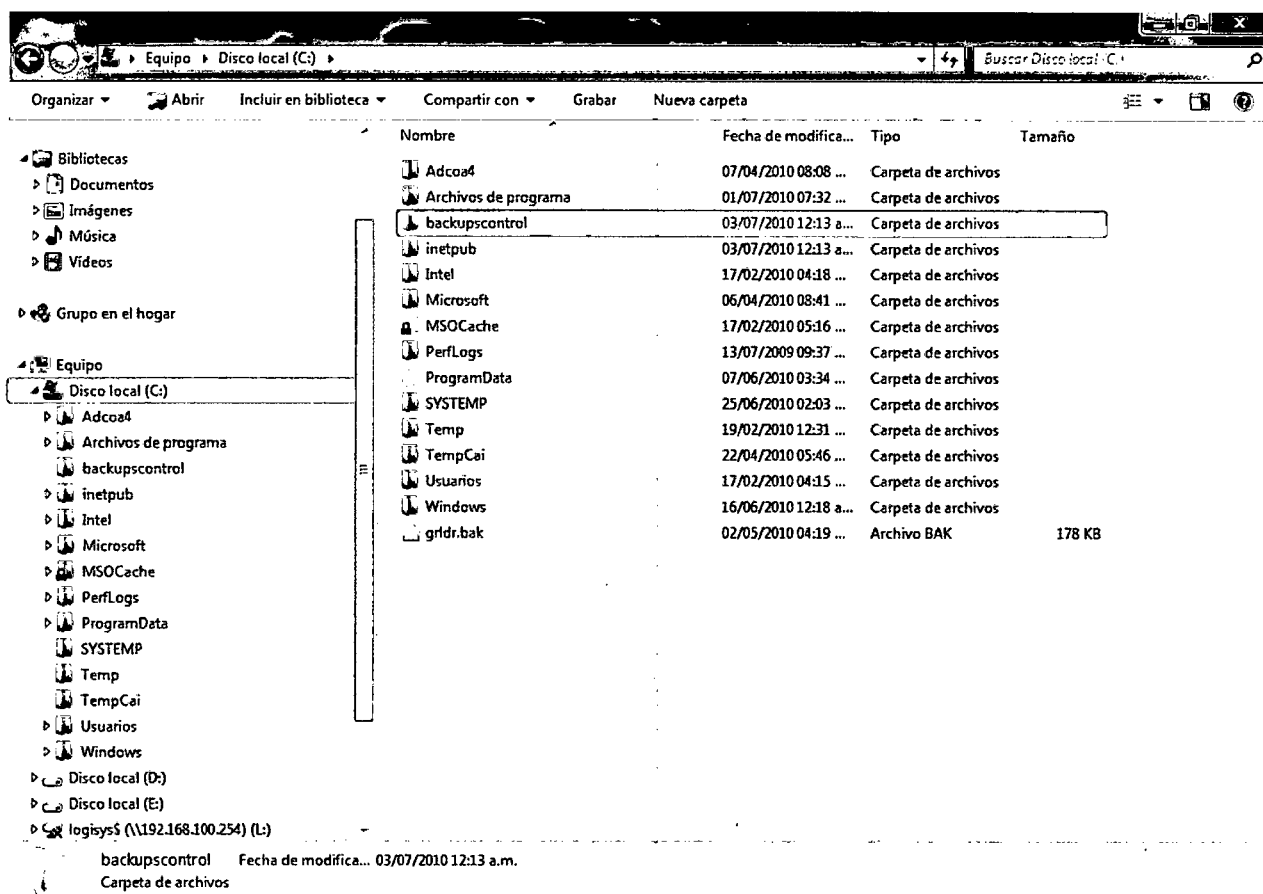 Equipo ▸ Disco local (C:) ▸ Buscar Disco local (C:)
Organizar Abrir Incluir en biblioteca Compartir con Grabar Nueva carpeta
Nombre Fecha de modifica... Tipo Tamaño
Bibliotecas
Documentos
Imágenes
Música
Vídeos
Grupo en el hogar
Equipo
Disco local (C:)
Adcoa4
Archivos de programa
backupscontrol
inetpub
Intel
Microsoft
MSOCache
PerfLogs
ProgramData
SYSTEMP
Temp
TempCai
Usuarios
Windows
Disco local (D:)
Disco local (E:)
logisys$ (\\192.168.100.254) (L:)
Adcoa4 07/04/2010 08:08 ... Carpeta de archivos
Archivos de programa 01/07/2010 07:32 ... Carpeta de archivos
backupscontrol 03/07/2010 12:13 a... Carpeta de archivos
inetpub 03/07/2010 12:13 a... Carpeta de archivos
Intel 17/02/2010 04:18 ... Carpeta de archivos
Microsoft 06/04/2010 08:41 ... Carpeta de archivos
MSOCache 17/02/2010 05:16 ... Carpeta de archivos
PerfLogs 13/07/2009 09:37 ... Carpeta de archivos
ProgramData 07/06/2010 03:34 ... Carpeta de archivos
SYSTEMP 25/06/2010 02:03 ... Carpeta de archivos
Temp 19/02/2010 12:31 ... Carpeta de archivos
TempCai 22/04/2010 05:46 ... Carpeta de archivos
Usuarios 17/02/2010 04:15 ... Carpeta de archivos
Windows 16/06/2010 12:18 a... Carpeta de archivos
grldr.bak 02/05/2010 04:19 ... Archivo BAK 178 KB
backupscontrol Fecha de modifica... 03/07/2010 12:13 a.m.
Carpeta de archivos